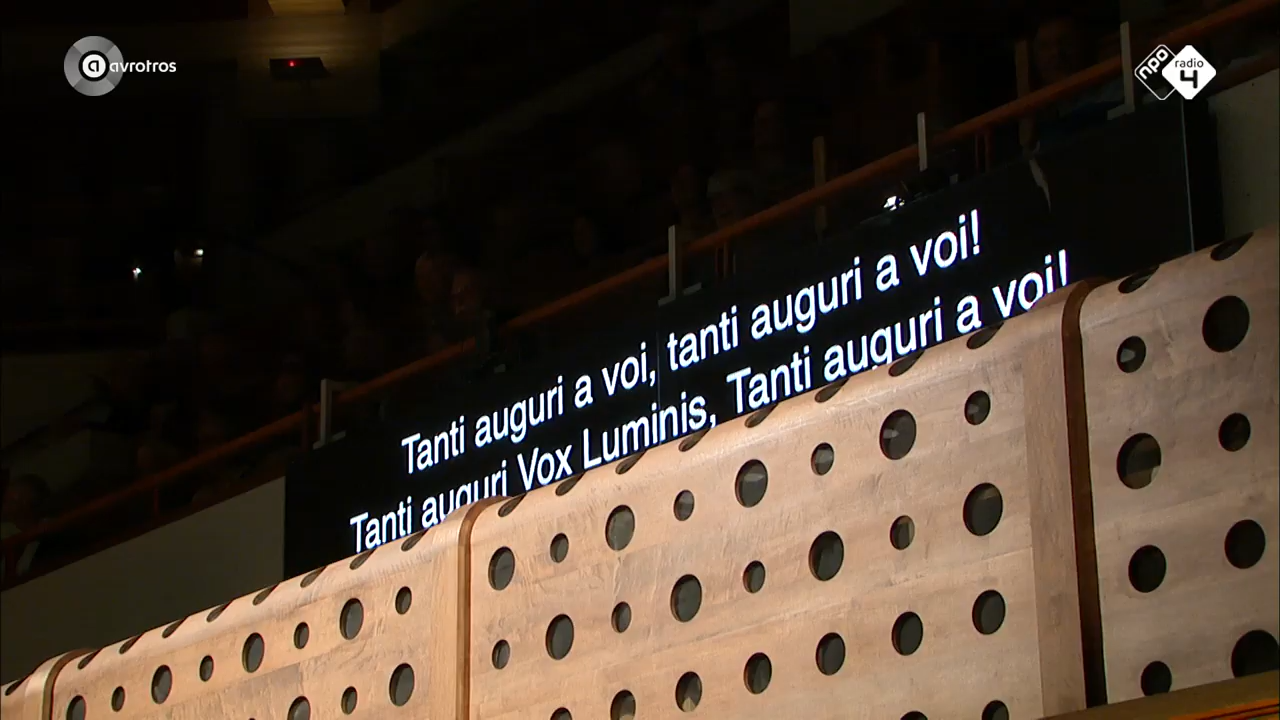 avrotros
npo
radio
4
Tanti auguri a voi, tanti auguri a voi!
Tanti auguri Vox Luminis, Tanti auguri a voi!